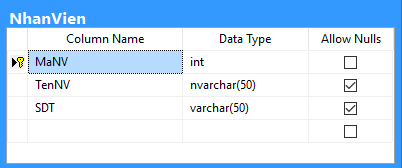 NhanVien
Column Name Data Type Allow Nulls
MaNV int
TenNV nvarchar(50)
SDT varchar(50)